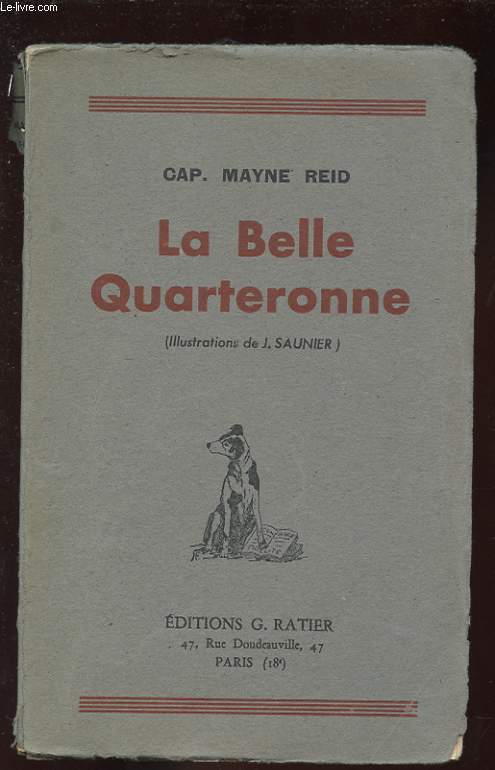 Le-livre.com
CAP. MAYNE REID
La Belle
Quarteronne
(Illustrations de J. SAUNIER)
ÉDITIONS G. RATIER
47, Rue Doudeauville, 47
PARIS (18e)